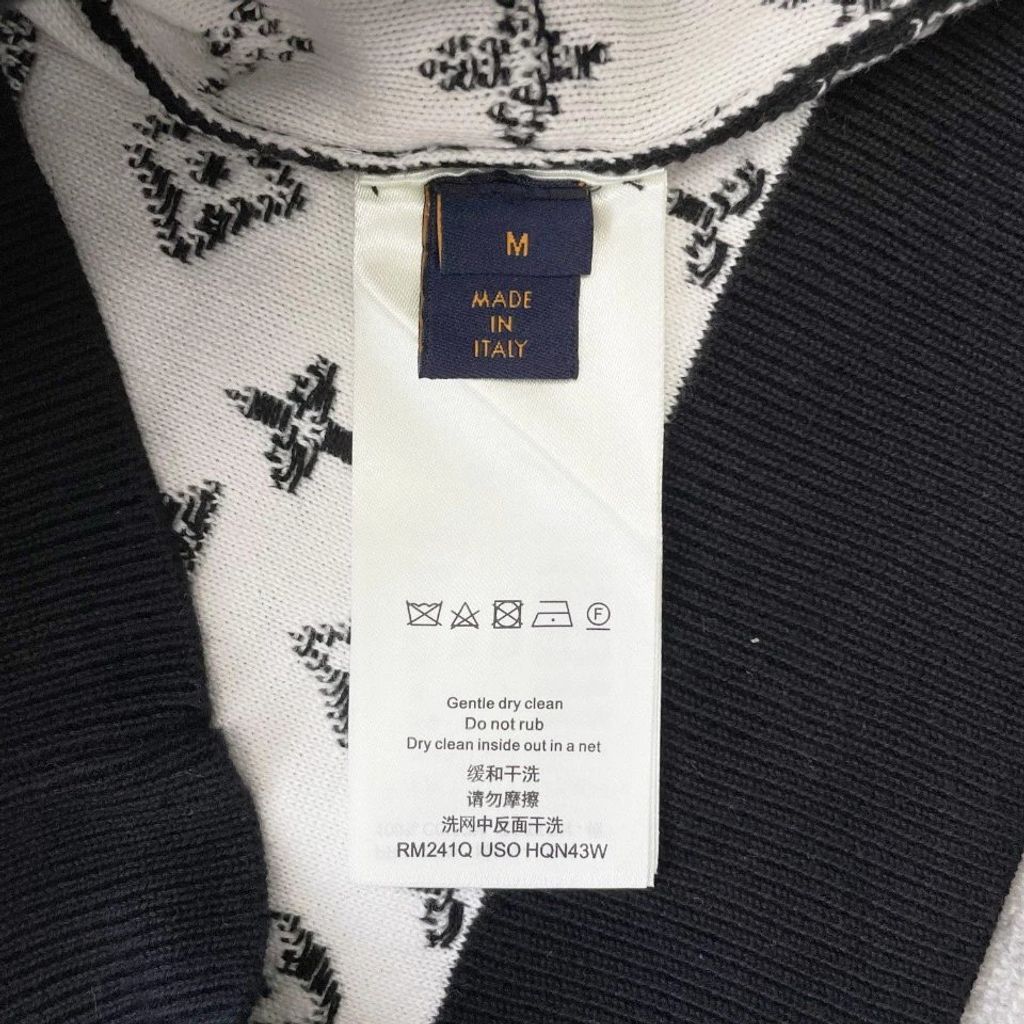 M
MADE
IN
ITALY
F
Gentle dry clean
Do not rub
Dry clean inside out in a net
缓和干洗
请勿摩擦
洗网中反面干洗
RM241Q USO HQN43W